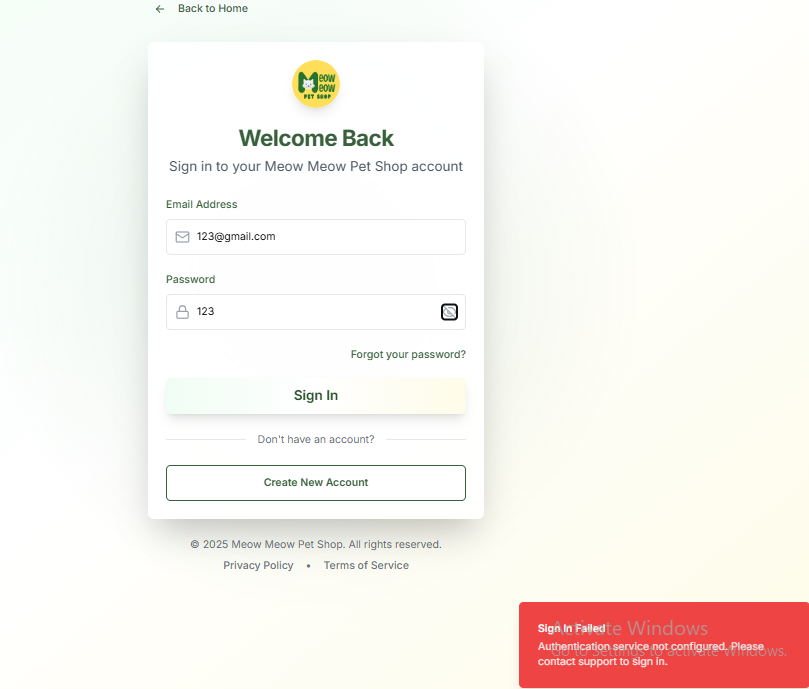 Back to Home
Meow
Meow
PET SHOP
Welcome Back
Sign in to your Meow Meow Pet Shop account
Email Address
123@gmail.com
Password
123
Forgot your password?
Sign In
Don't have an account?
Create New Account
© 2025 Meow Meow Pet Shop. All rights reserved.
Privacy Policy • Terms of Service
Sign In Failed
Authentication service not configured. Please
contact support to sign in.
Activate Windows
Go to Settings to activate Windows.